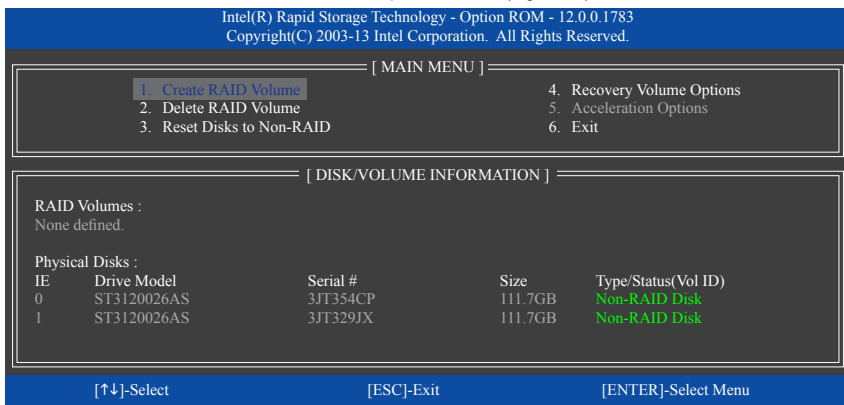 Intel(R) Rapid Storage Technology - Option ROM - 12.0.0.1783
Copyright(C) 2003-13 Intel Corporation. All Rights Reserved.
[ MAIN MENU ]
1. Create RAID Volume 4. Recovery Volume Options
2. Delete RAID Volume 5. Acceleration Options
3. Reset Disks to Non-RAID 6. Exit
[ DISK/VOLUME INFORMATION ]
RAID Volumes :
None defined.
Physical Disks :
IE Drive Model Serial # Size Type/Status(Vol ID)
0 ST3120026AS 3JT354CP 111.7GB Non-RAID Disk
1 ST3120026AS 3JT329JX 111.7GB Non-RAID Disk
[↑↓]-Select [ESC]-Exit [ENTER]-Select Menu